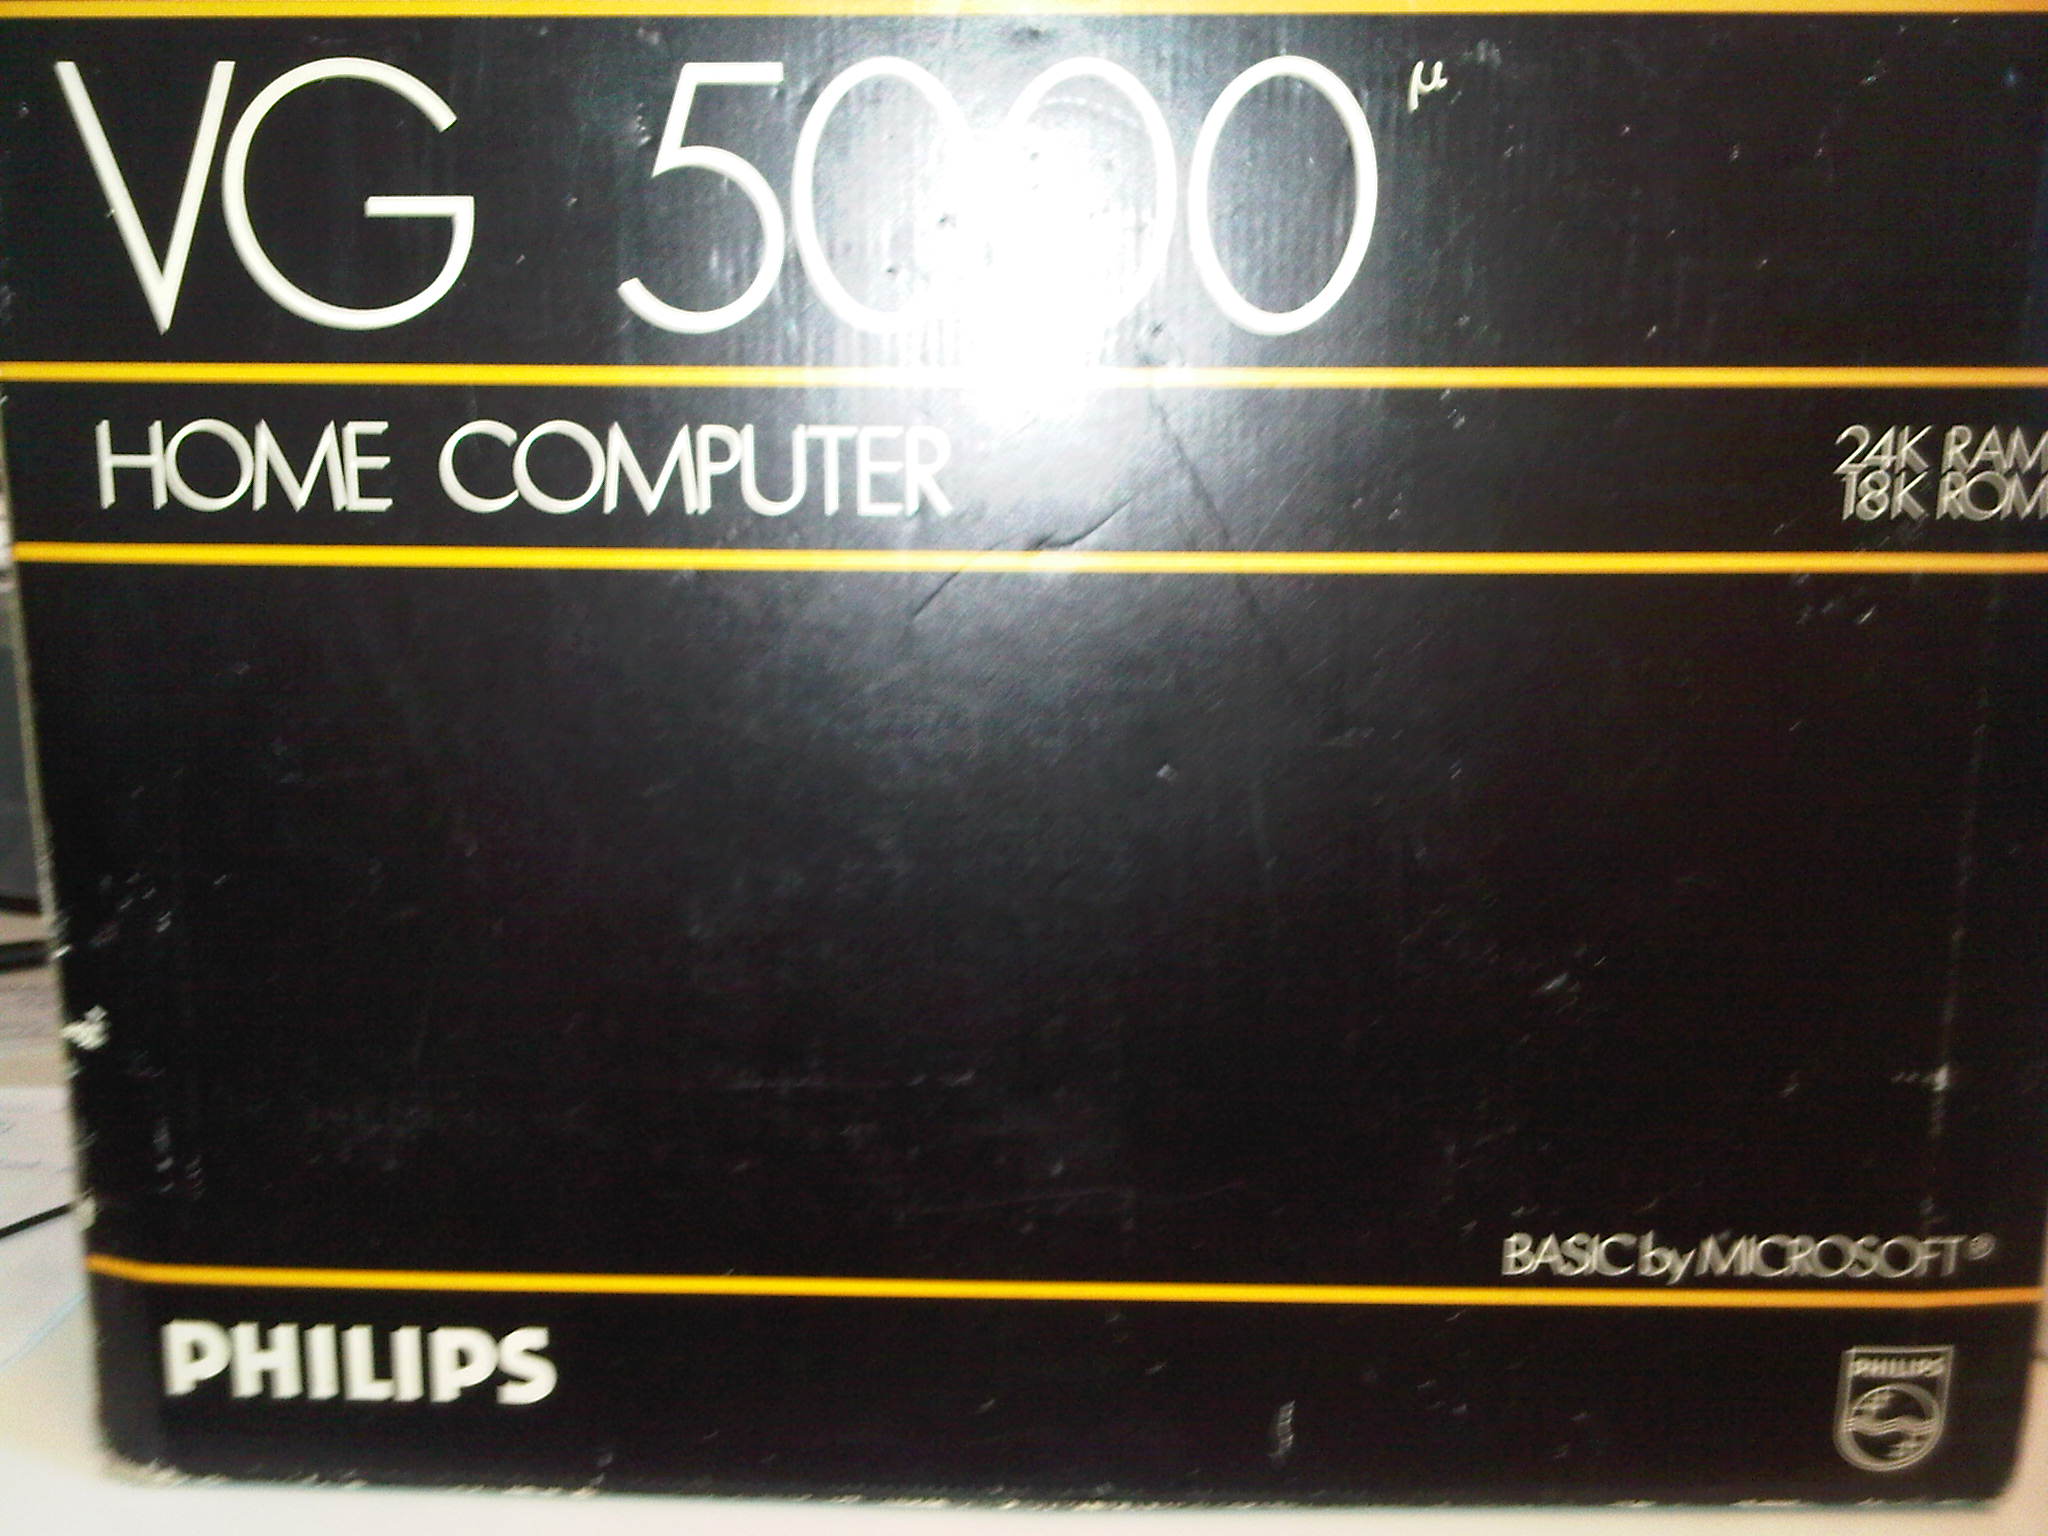 VG 5000 µ
HOME COMPUTER
24K RAM
18K ROM
BASIC by MICROSOFT®
PHILIPS
PHILIPS